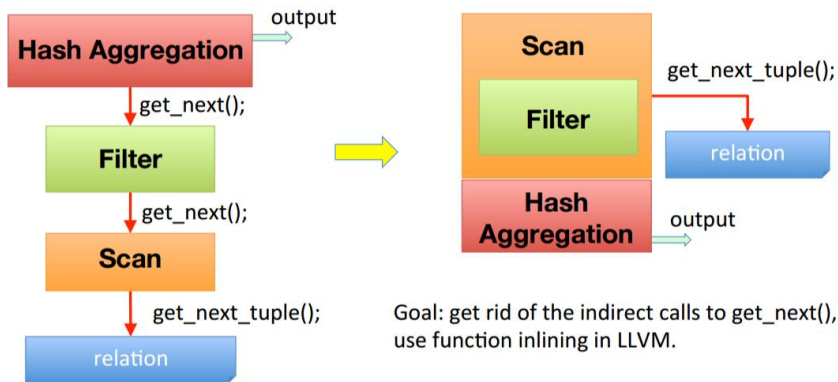 output
Hash Aggregation
get_next();
Filter
get_next();
Scan
get_next_tuple();
relation
Scan
get_next_tuple();
Filter
relation
Hash
Aggregation
output
Goal: get rid of the indirect calls to get_next(),
use function inlining in LLVM.